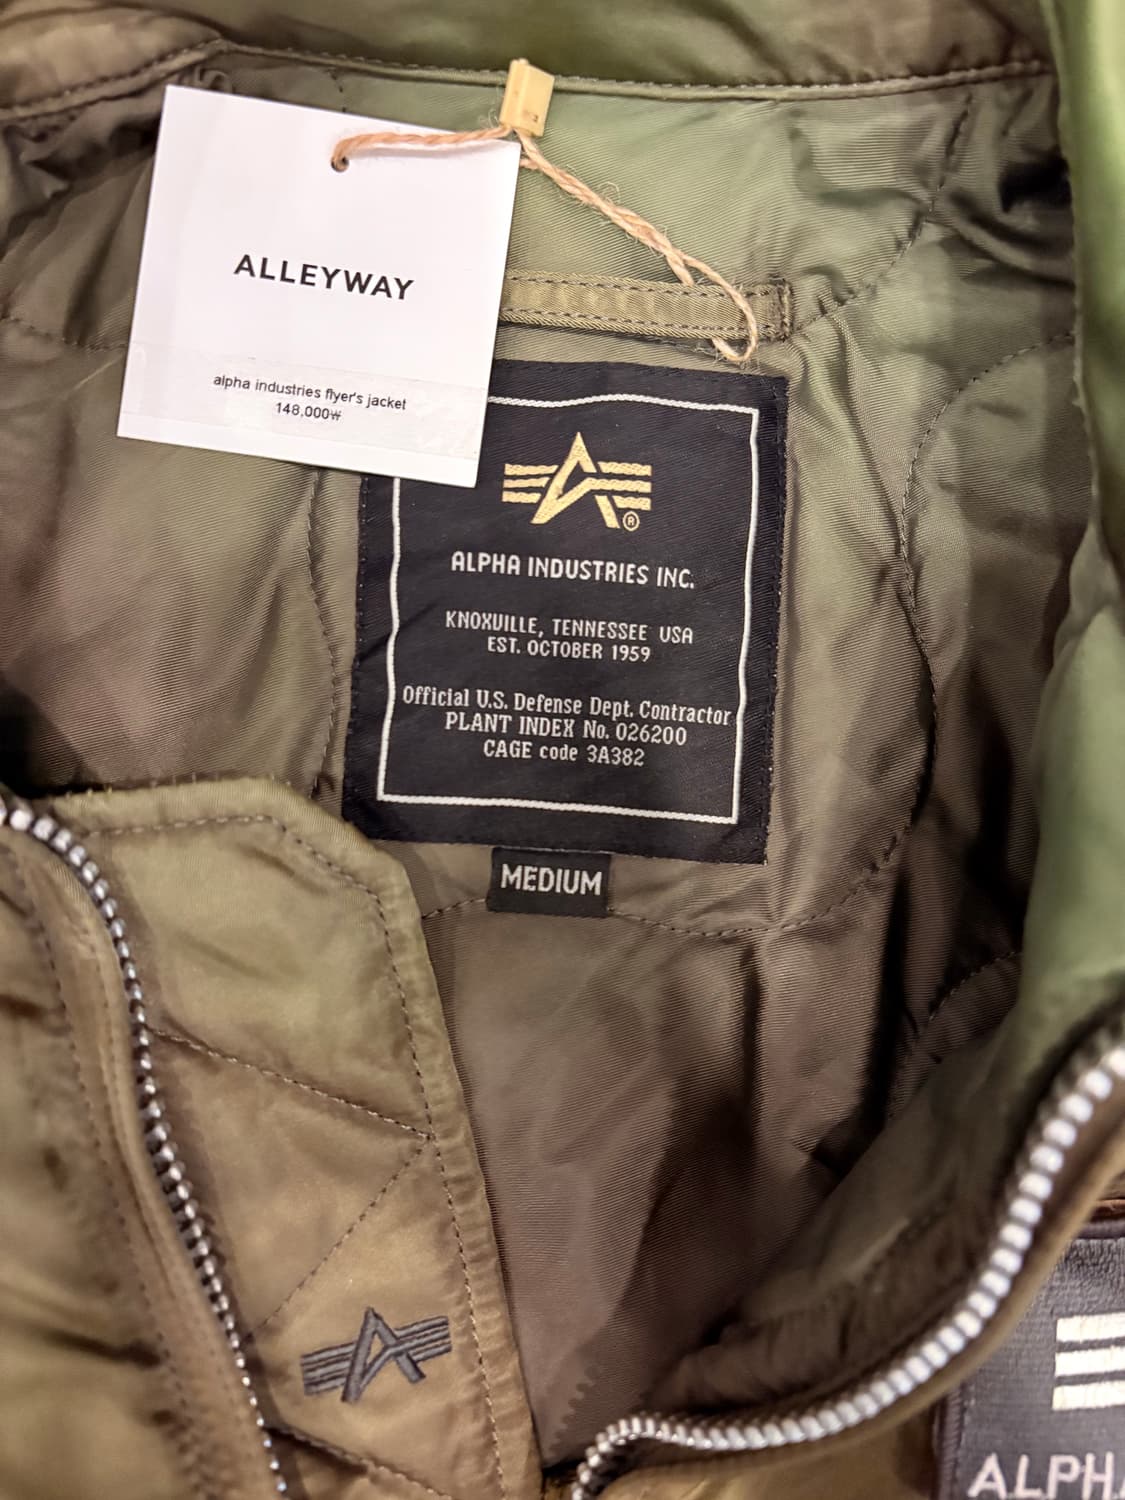 ALLEYWAY
alpha industries flyer's jacket
148,000₩
®
ALPHA INDUSTRIES INC.
KNOXVILLE, TENNESSEE USA
EST. OCTOBER 1959
Official U.S. Defense Dept. Contractor
PLANT INDEX No. 026200
CAGE code 3A382
MEDIUM
ALPH